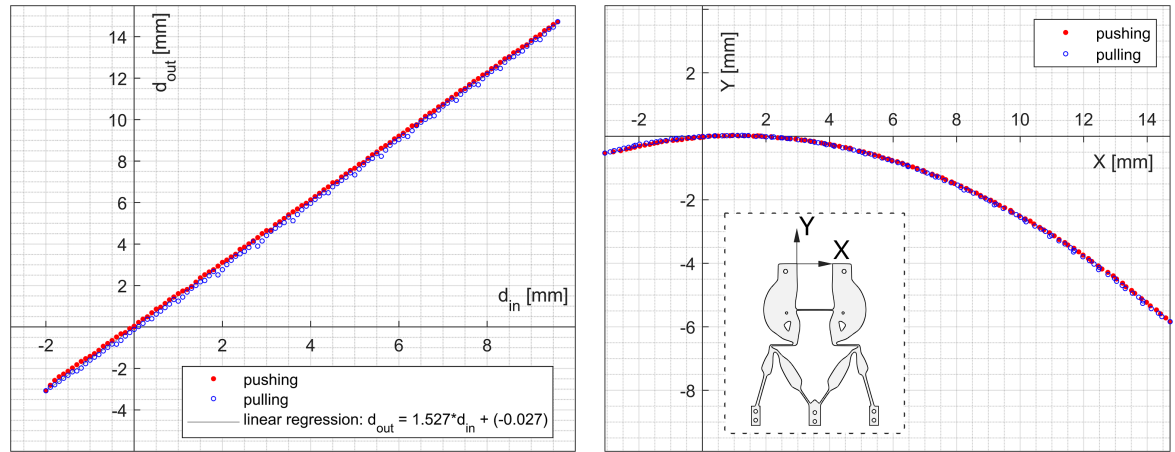 14
12
10
8
6
4
2
-2
-4
d_out [mm]
-2
2
4
6
8
d_in [mm]
pushing
pulling
linear regression: d_out = 1.527*d_in + (-0.027)
2
-2
-4
-6
-8
Y [mm]
-2
2
4
6
8
10
12
14
X [mm]
pushing
pulling
Y
X